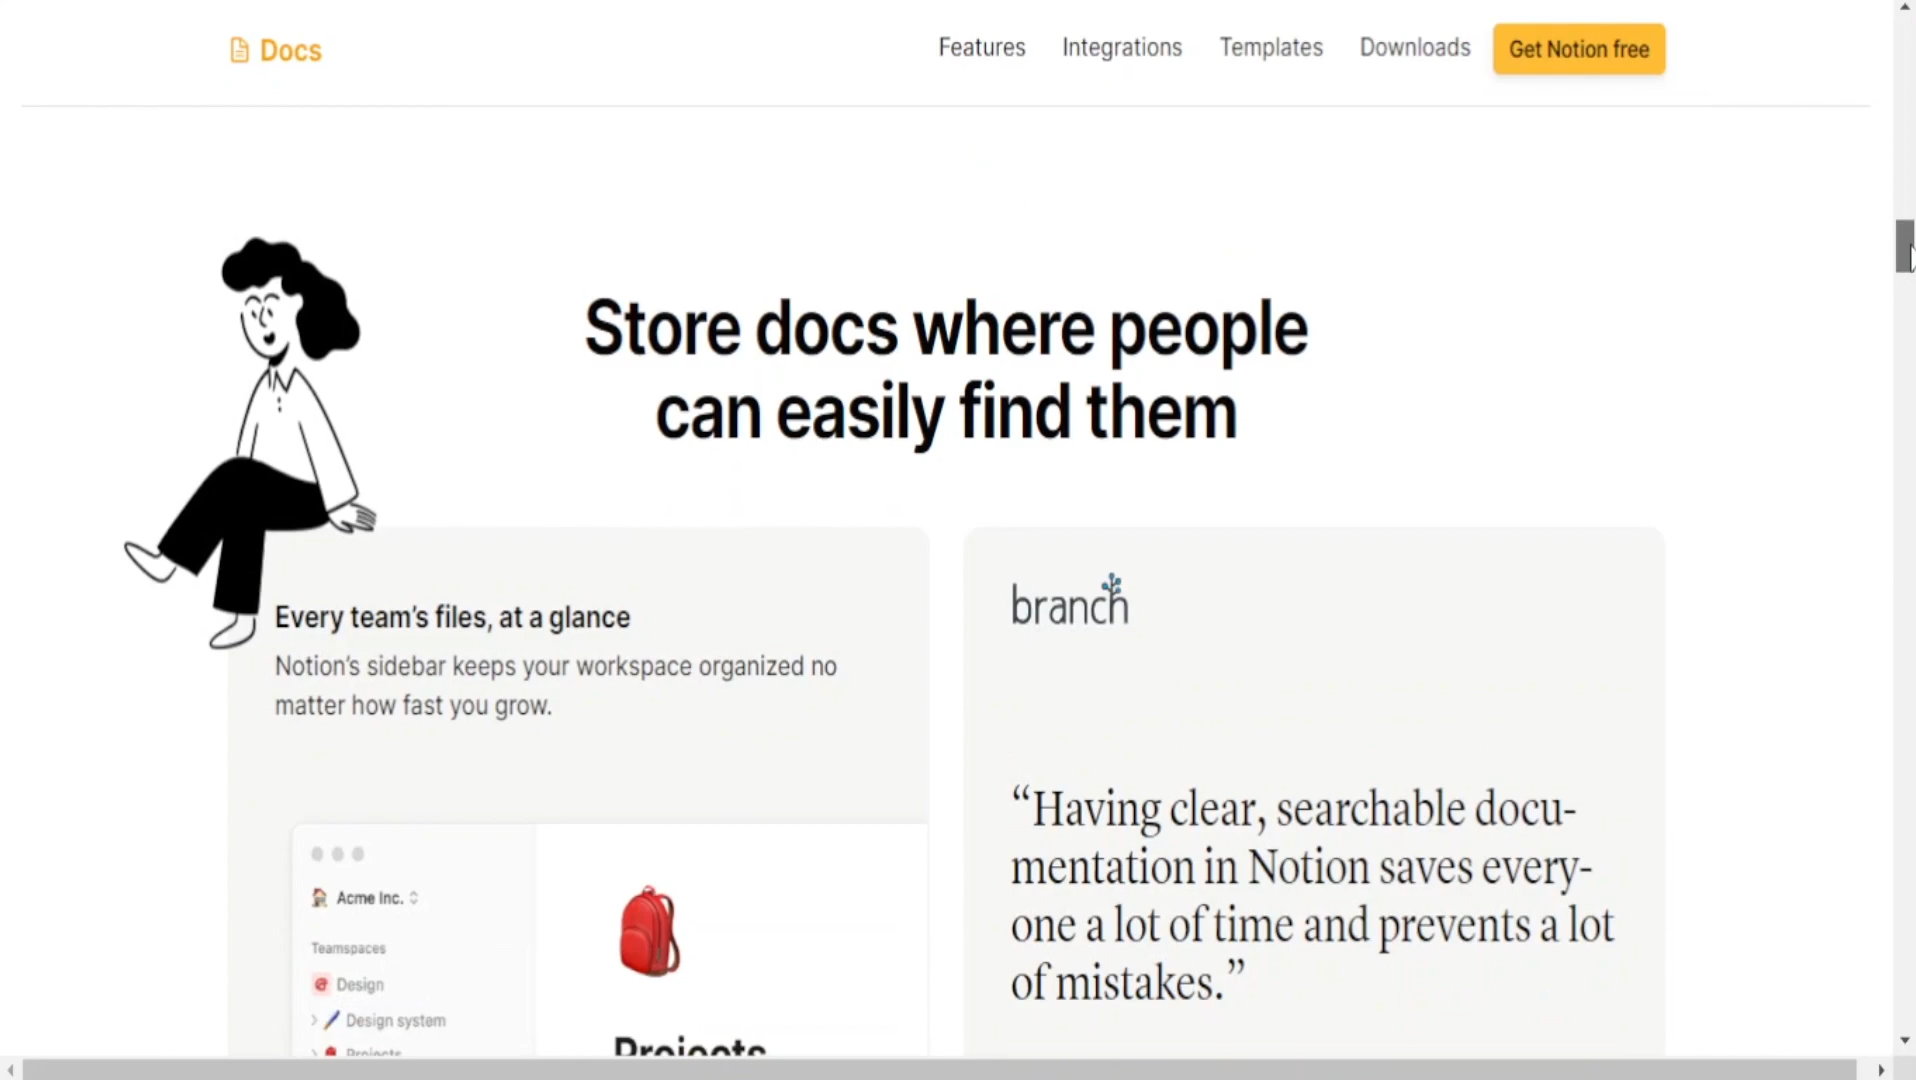 Docs
Features
Integrations
Templates
Downloads
Get Notion free
Store docs where people
can easily find them
Every team’s files, at a glance
Notion’s sidebar keeps your workspace organized no
matter how fast you grow.
Acme Inc.
Teamspaces
Design
Design system
Projects
Projects
branch
“Having clear, searchable docu-
mentation in Notion saves every-
one a lot of time and prevents a lot
of mistakes.”